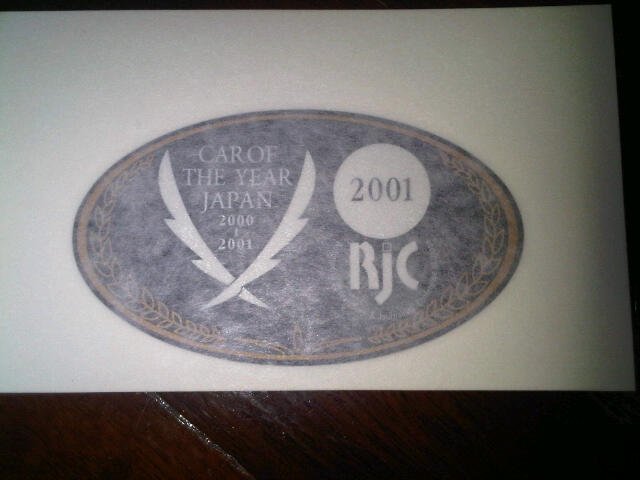 CAR OF
THE YEAR
JAPAN
2000
2001
2001
RJC